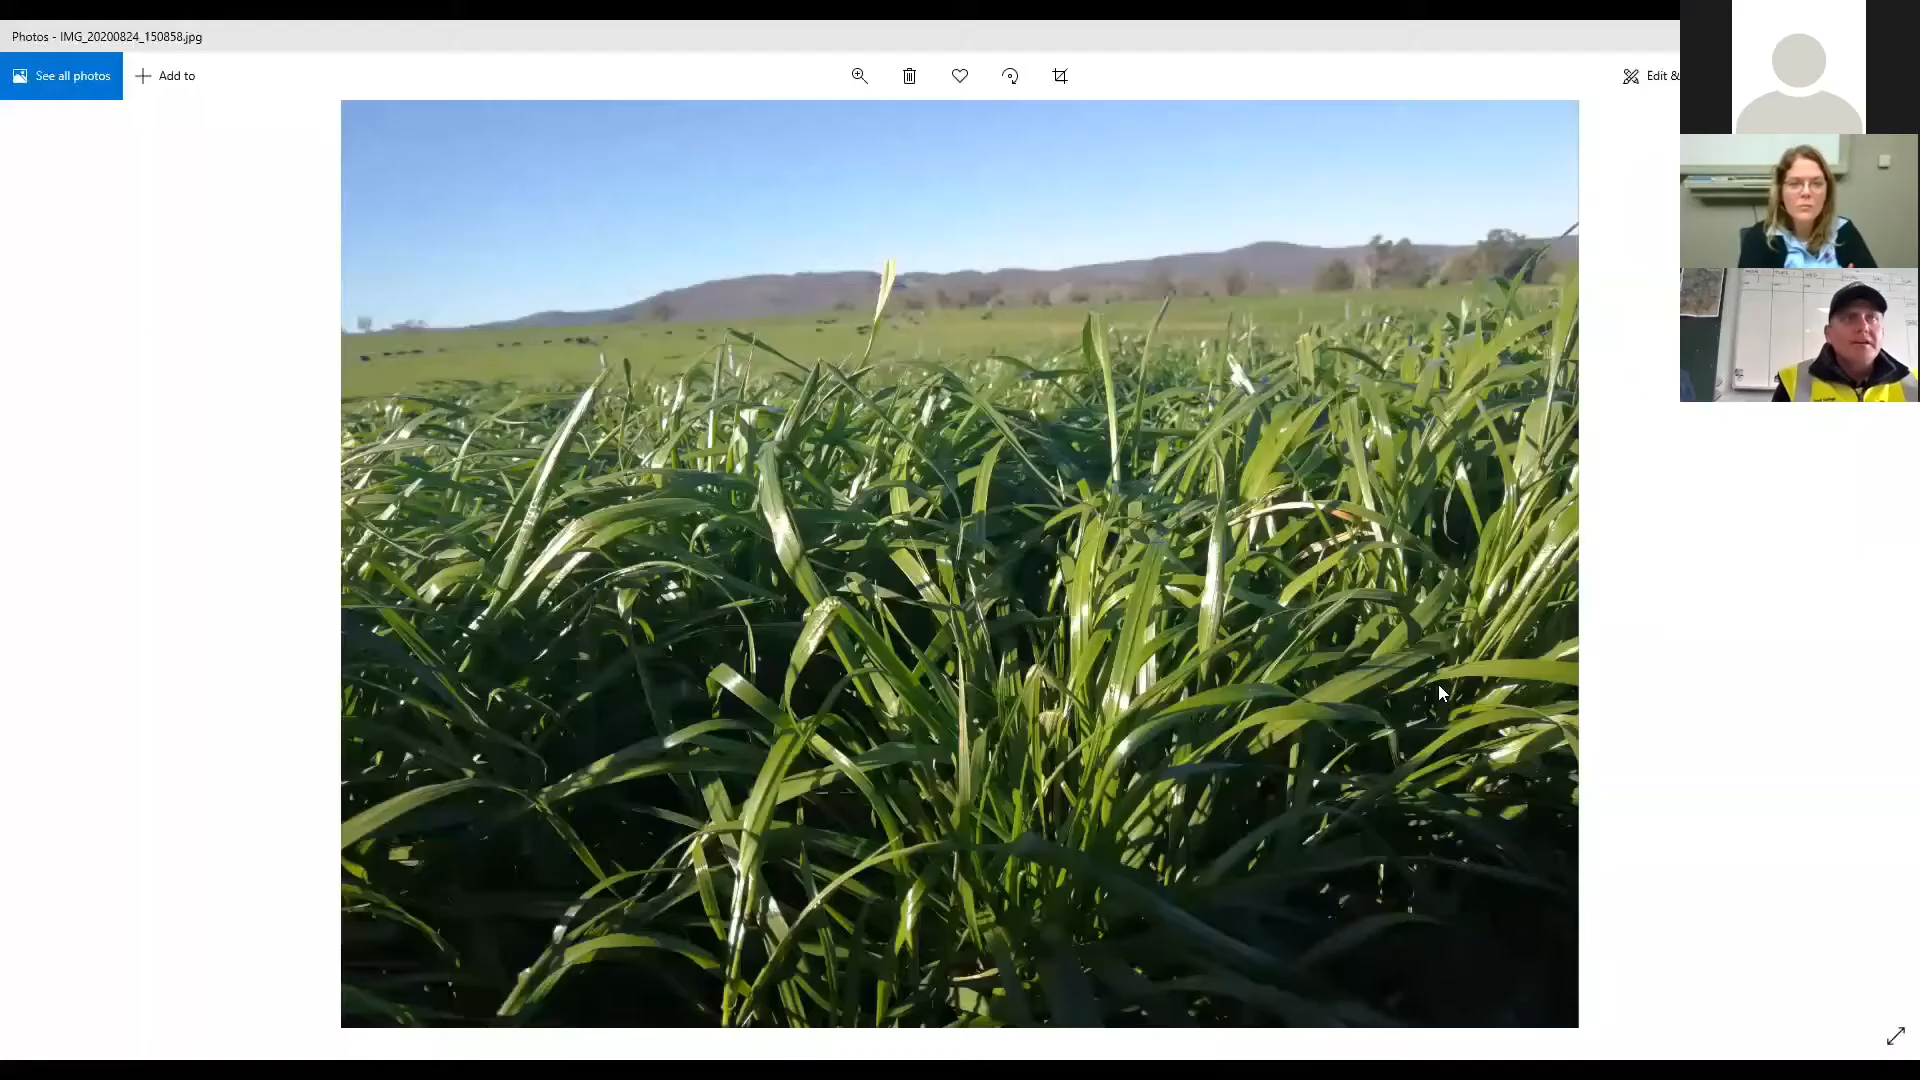 Photos - IMG_20200824_150858.jpg
See all photos
Add to
Edit &